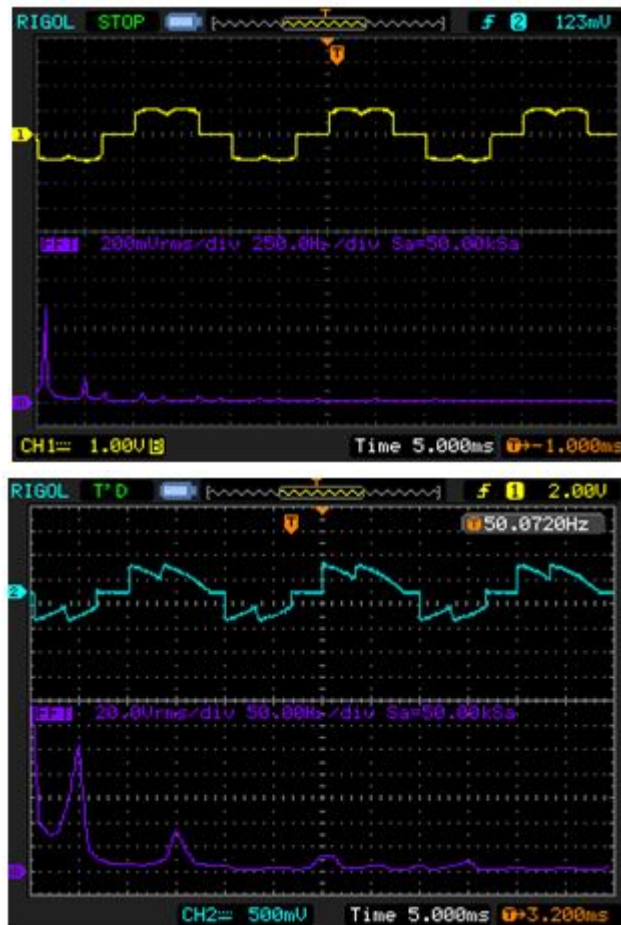 RIGOL STOP T f 2 123mV
T
1
FFT 200mVrms/div 250.0Hz/div Sa=50.00kSa
CH1 1.00V B Time 5.000ms T→-1.000ms
RIGOL T'D T f 1 2.00V
T T 50.0720Hz
2
FFT 20.0Vrms/div 50.00Hz/div Sa=50.00kSa
CH2 500mV Time 5.000ms T→3.200ms